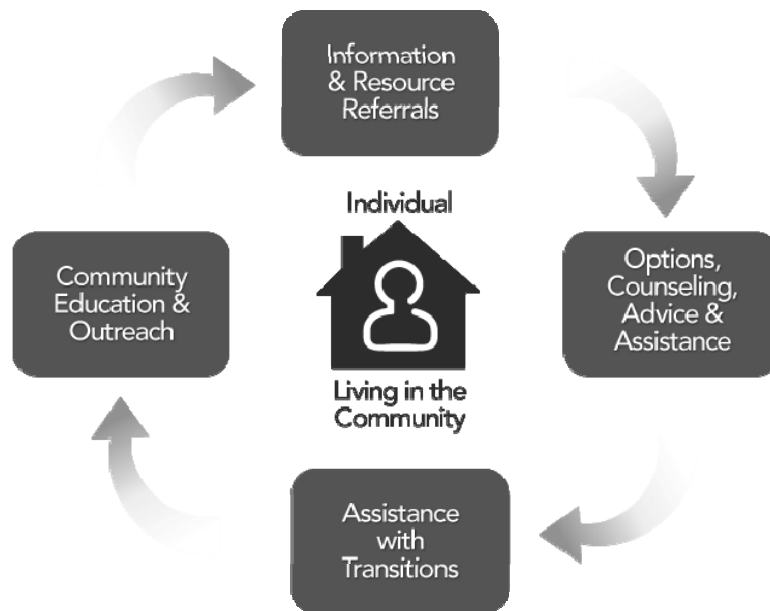 Information
& Resource
Referrals
Individual
Community
Education &
Outreach
Options,
Counseling,
Advice &
Assistance
Living in the
Community
Assistance
with
Transitions